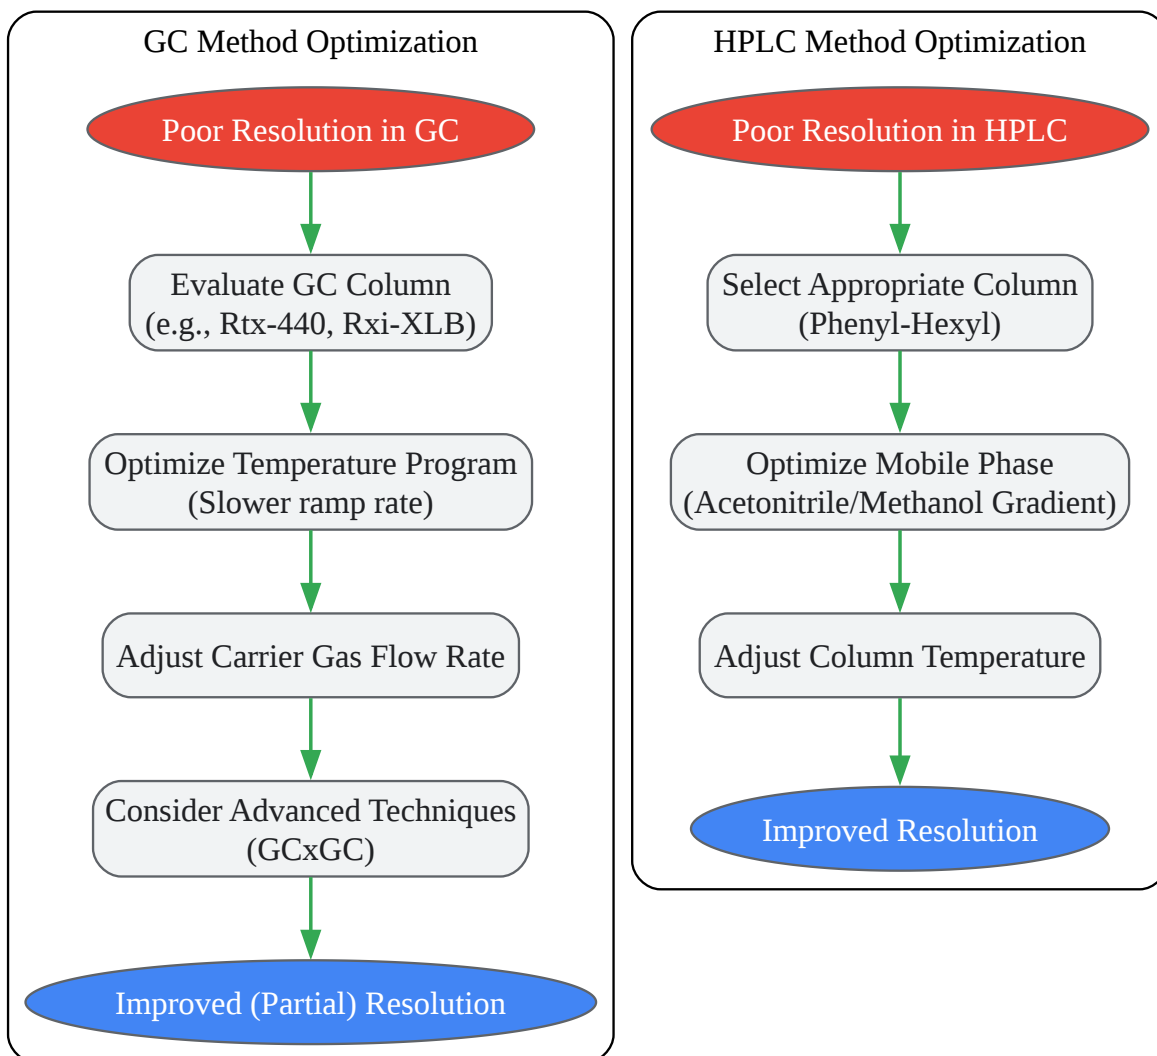 GC Method Optimization
Poor Resolution in GC
Evaluate GC Column
(e.g., Rtx-440, Rxi-XLB)
Optimize Temperature Program
(Slower ramp rate)
Adjust Carrier Gas Flow Rate
Consider Advanced Techniques
(GCxGC)
Improved (Partial) Resolution
HPLC Method Optimization
Poor Resolution in HPLC
Select Appropriate Column
(Phenyl-Hexyl)
Optimize Mobile Phase
(Acetonitrile/Methanol Gradient)
Adjust Column Temperature
Improved Resolution